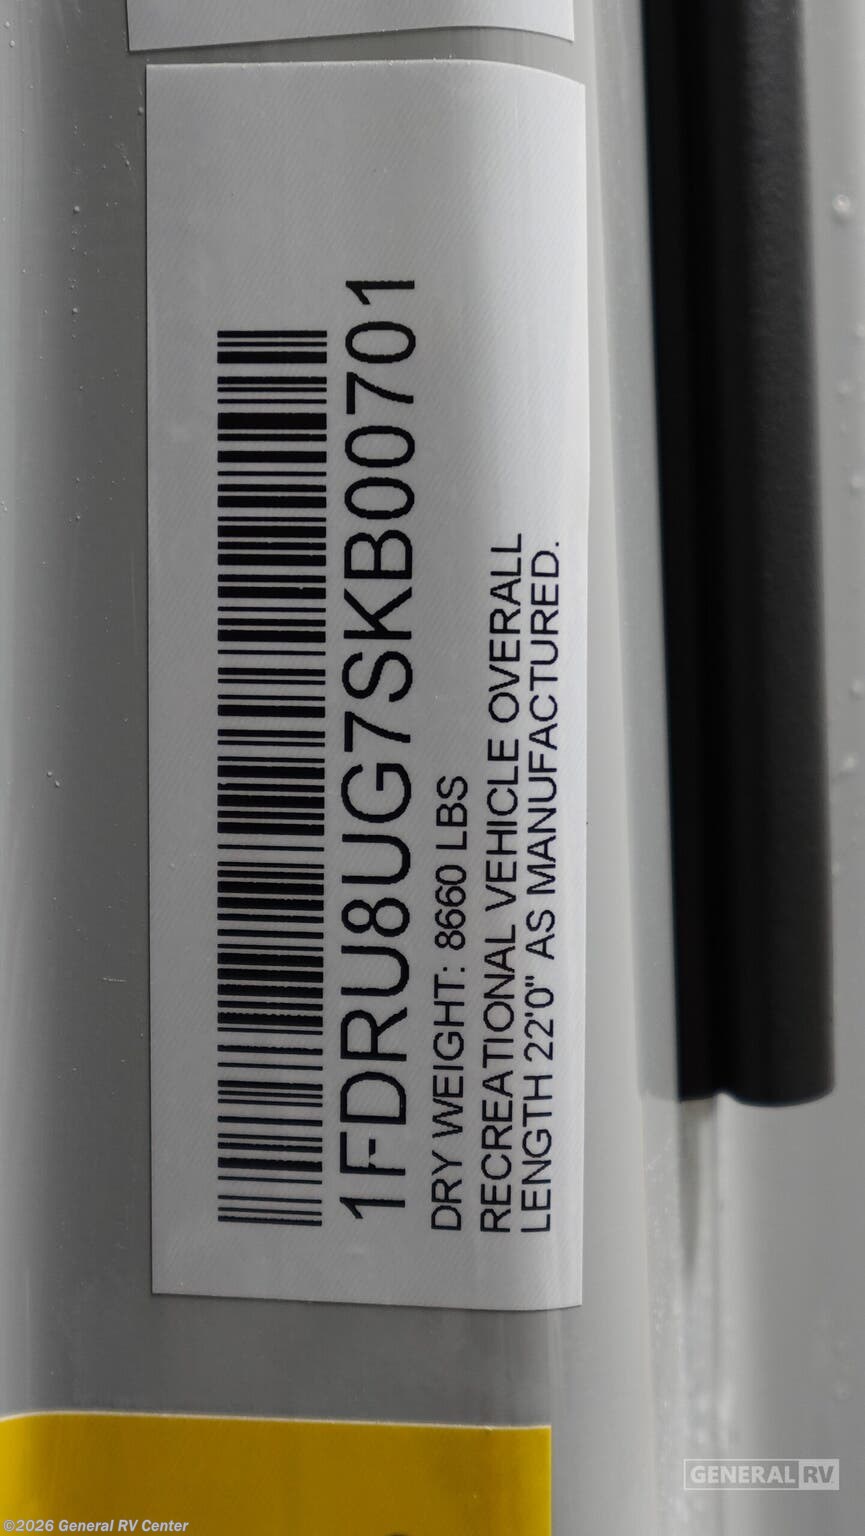 1FDRU8UG7SKB00701
DRY WEIGHT: 8660 LBS
RECREATIONAL VEHICLE OVERALL
LENGTH 22'0" AS MANUFACTURED.
GENERAL RV
©2026 General RV Center